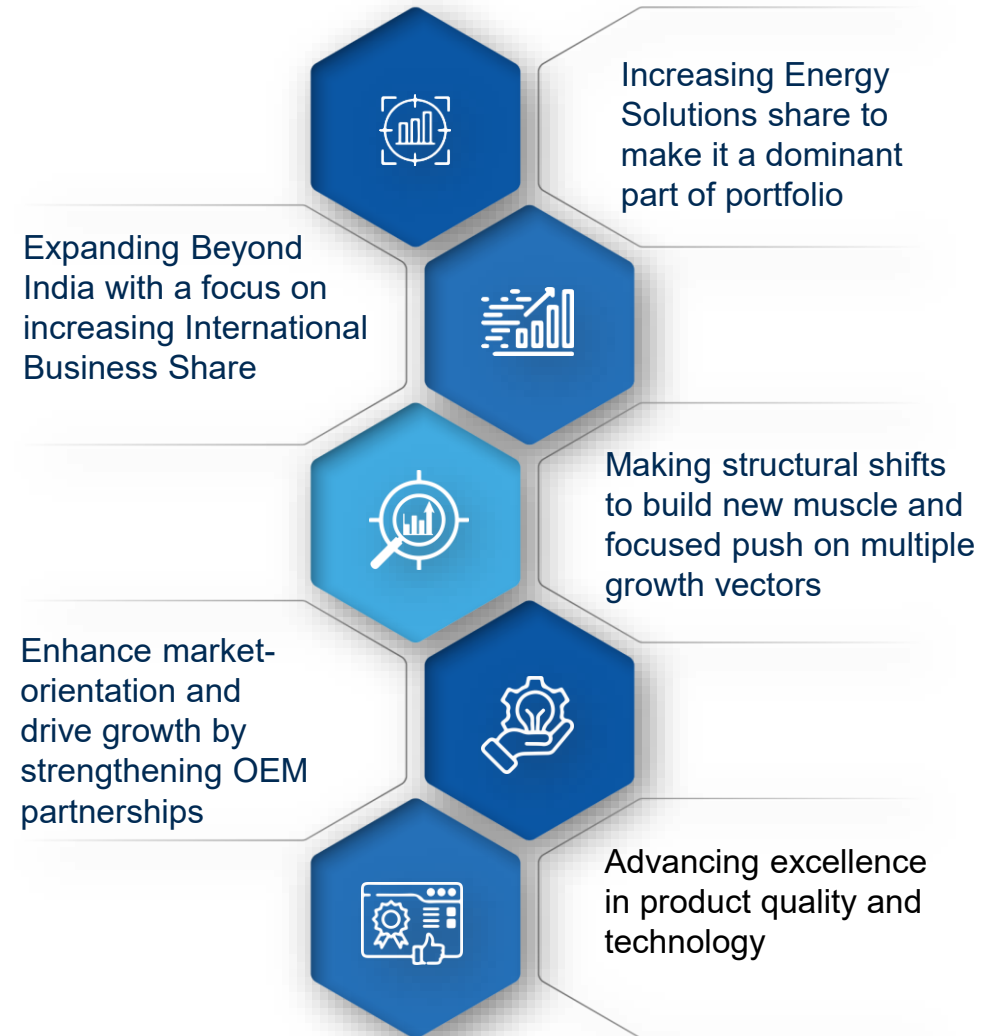 Increasing Energy
Solutions share to
make it a dominant
part of portfolio
Expanding Beyond
India with a focus on
increasing International
Business Share
Making structural shifts
to build new muscle and
focused push on multiple
growth vectors
Enhance market-
orientation and
drive growth by
strengthening OEM
partnerships
Advancing excellence
in product quality and
technology